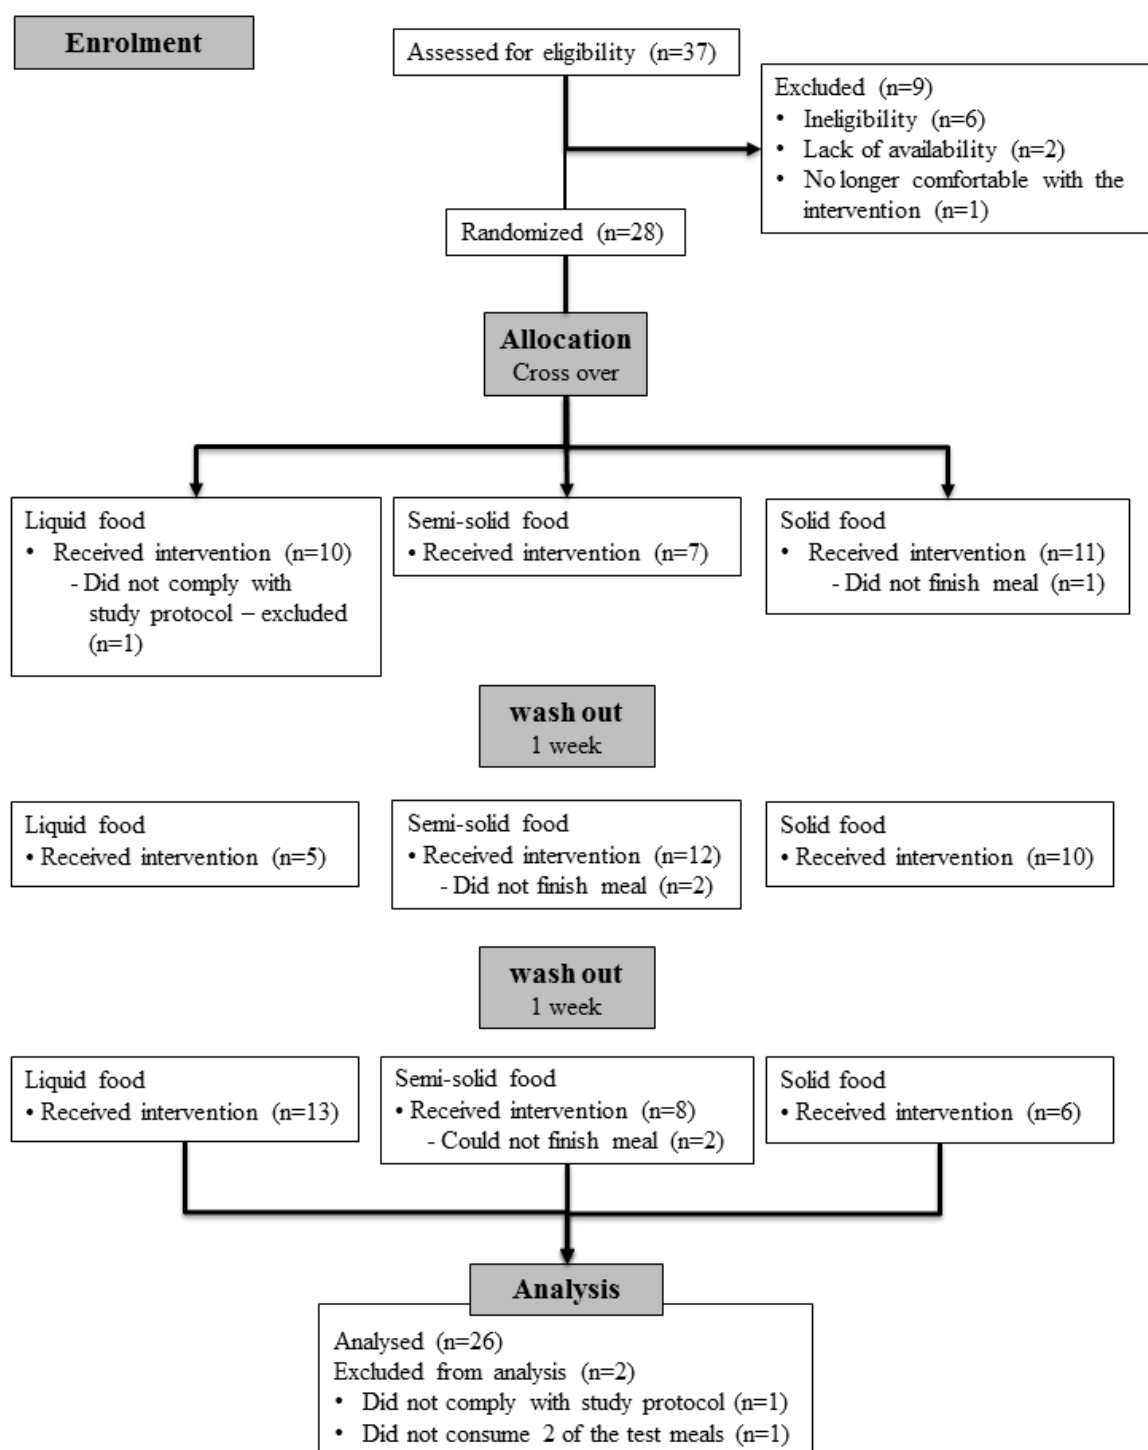 Enrolment
Assessed for eligibility (n=37)
Excluded (n=9)
• Ineligibility (n=6)
• Lack of availability (n=2)
• No longer comfortable with the
intervention (n=1)
Randomized (n=28)
Allocation
Cross over
Liquid food
• Received intervention (n=10)
- Did not comply with
study protocol – excluded
(n=1)
Semi-solid food
• Received intervention (n=7)
Solid food
• Received intervention (n=11)
- Did not finish meal (n=1)
wash out
1 week
Liquid food
• Received intervention (n=5)
Semi-solid food
• Received intervention (n=12)
- Did not finish meal (n=2)
Solid food
• Received intervention (n=10)
wash out
1 week
Liquid food
• Received intervention (n=13)
Semi-solid food
• Received intervention (n=8)
- Could not finish meal (n=2)
Solid food
• Received intervention (n=6)
Analysis
Analysed (n=26)
Excluded from analysis (n=2)
• Did not comply with study protocol (n=1)
• Did not consume 2 of the test meals (n=1)